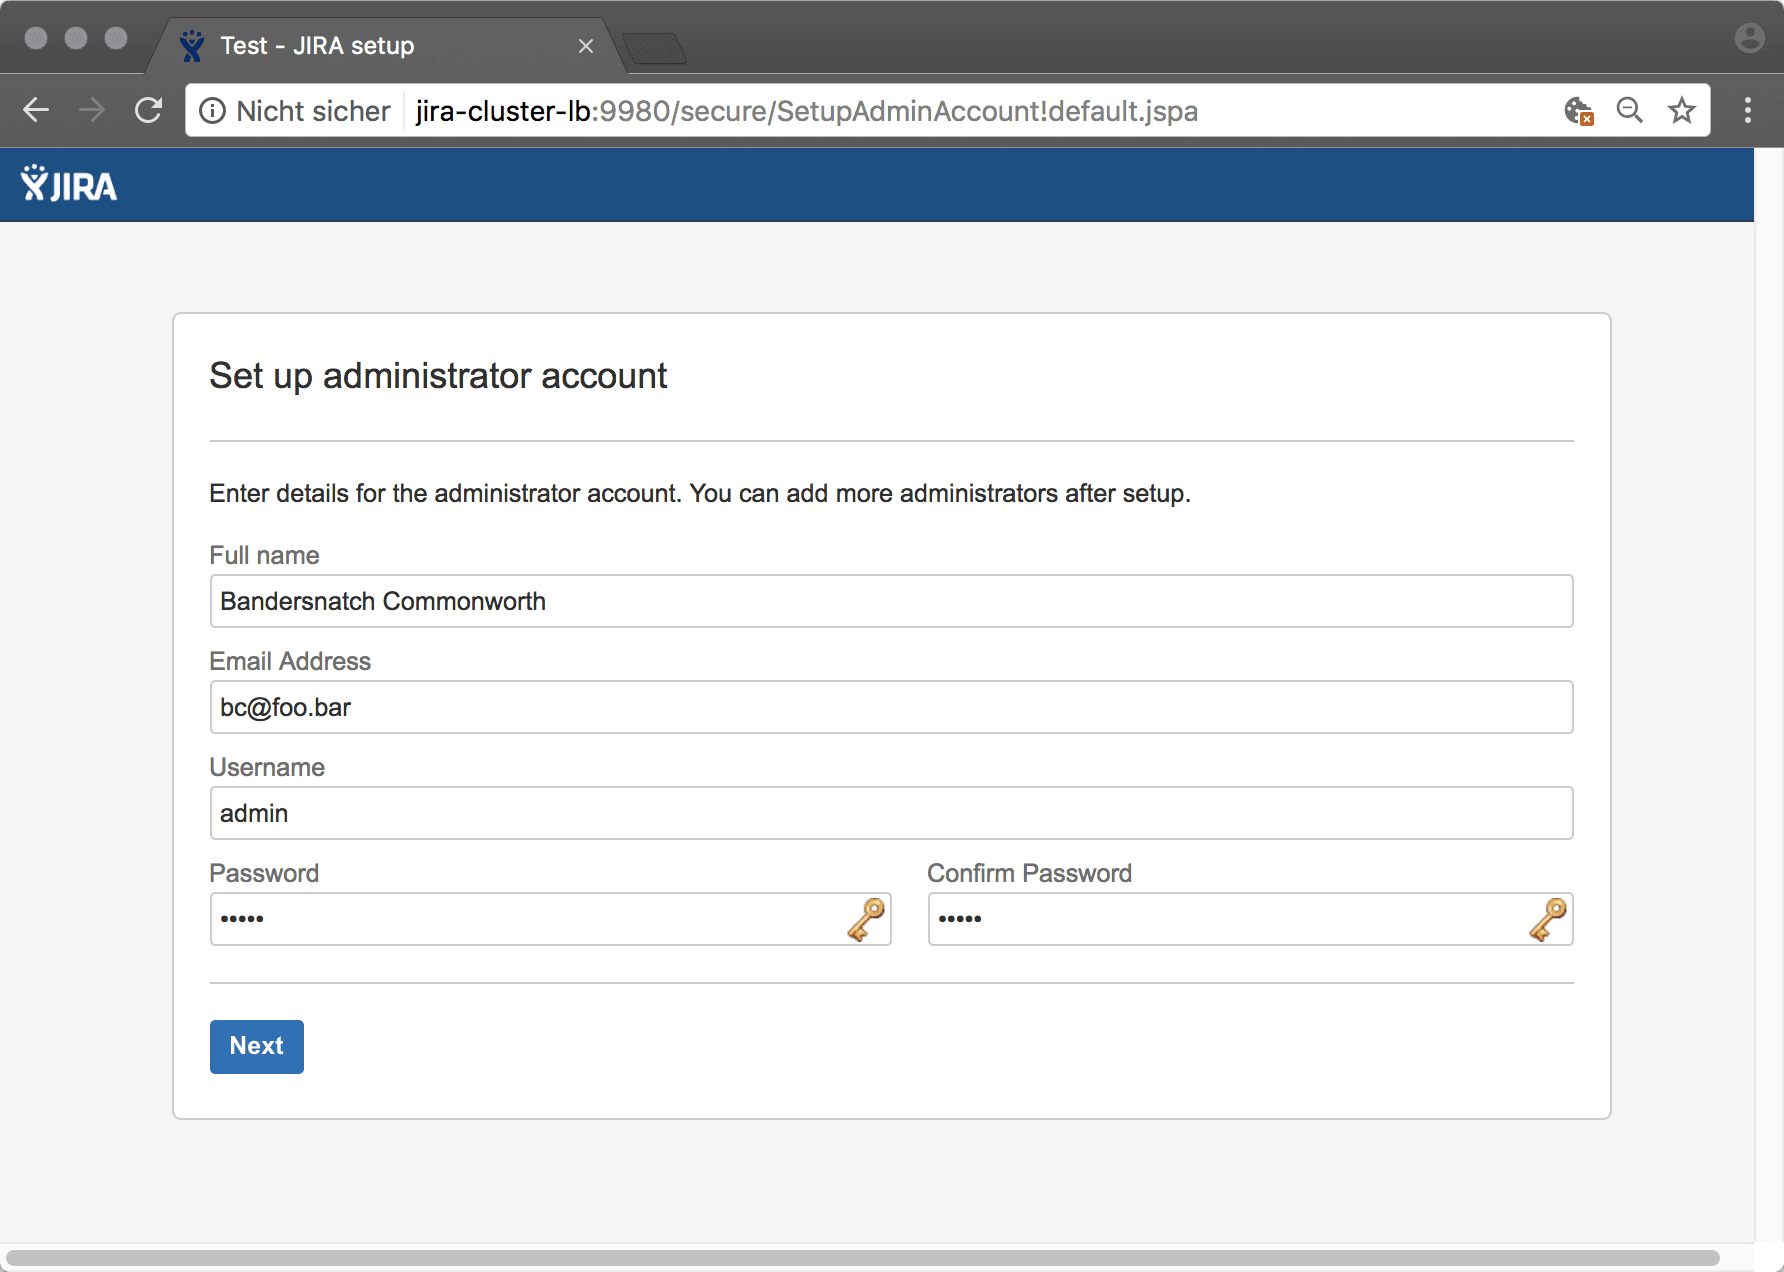 Test - JIRA setup
Nicht sicher jira-cluster-lb:9980/secure/SetupAdminAccount!default.jspa
JIRA
Set up administrator account
Enter details for the administrator account. You can add more administrators after setup.
Full name
Bandersnatch Commonworth
Email Address
bc@foo.bar
Username
admin
Password Confirm Password
••••• •••••
Next